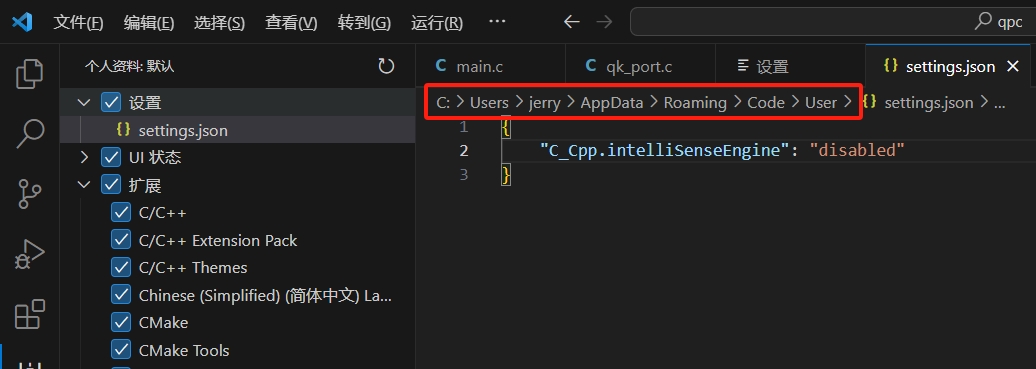 文件(F) 编辑(E) 选择(S) 查看(V) 转到(G) 运行(R) ··· ← → qpc
个人资料: 默认
设置
settings.json
UI 状态
扩展
C/C++
C/C++ Extension Pack
C/C++ Themes
Chinese (Simplified) (简体中文) La...
CMake
CMake Tools
main.c qk_port.c 设置 settings.json
C: > Users > jerry > AppData > Roaming > Code > User > settings.json > ...
1 {
2 "C_Cpp.intelliSenseEngine": "disabled"
3 }